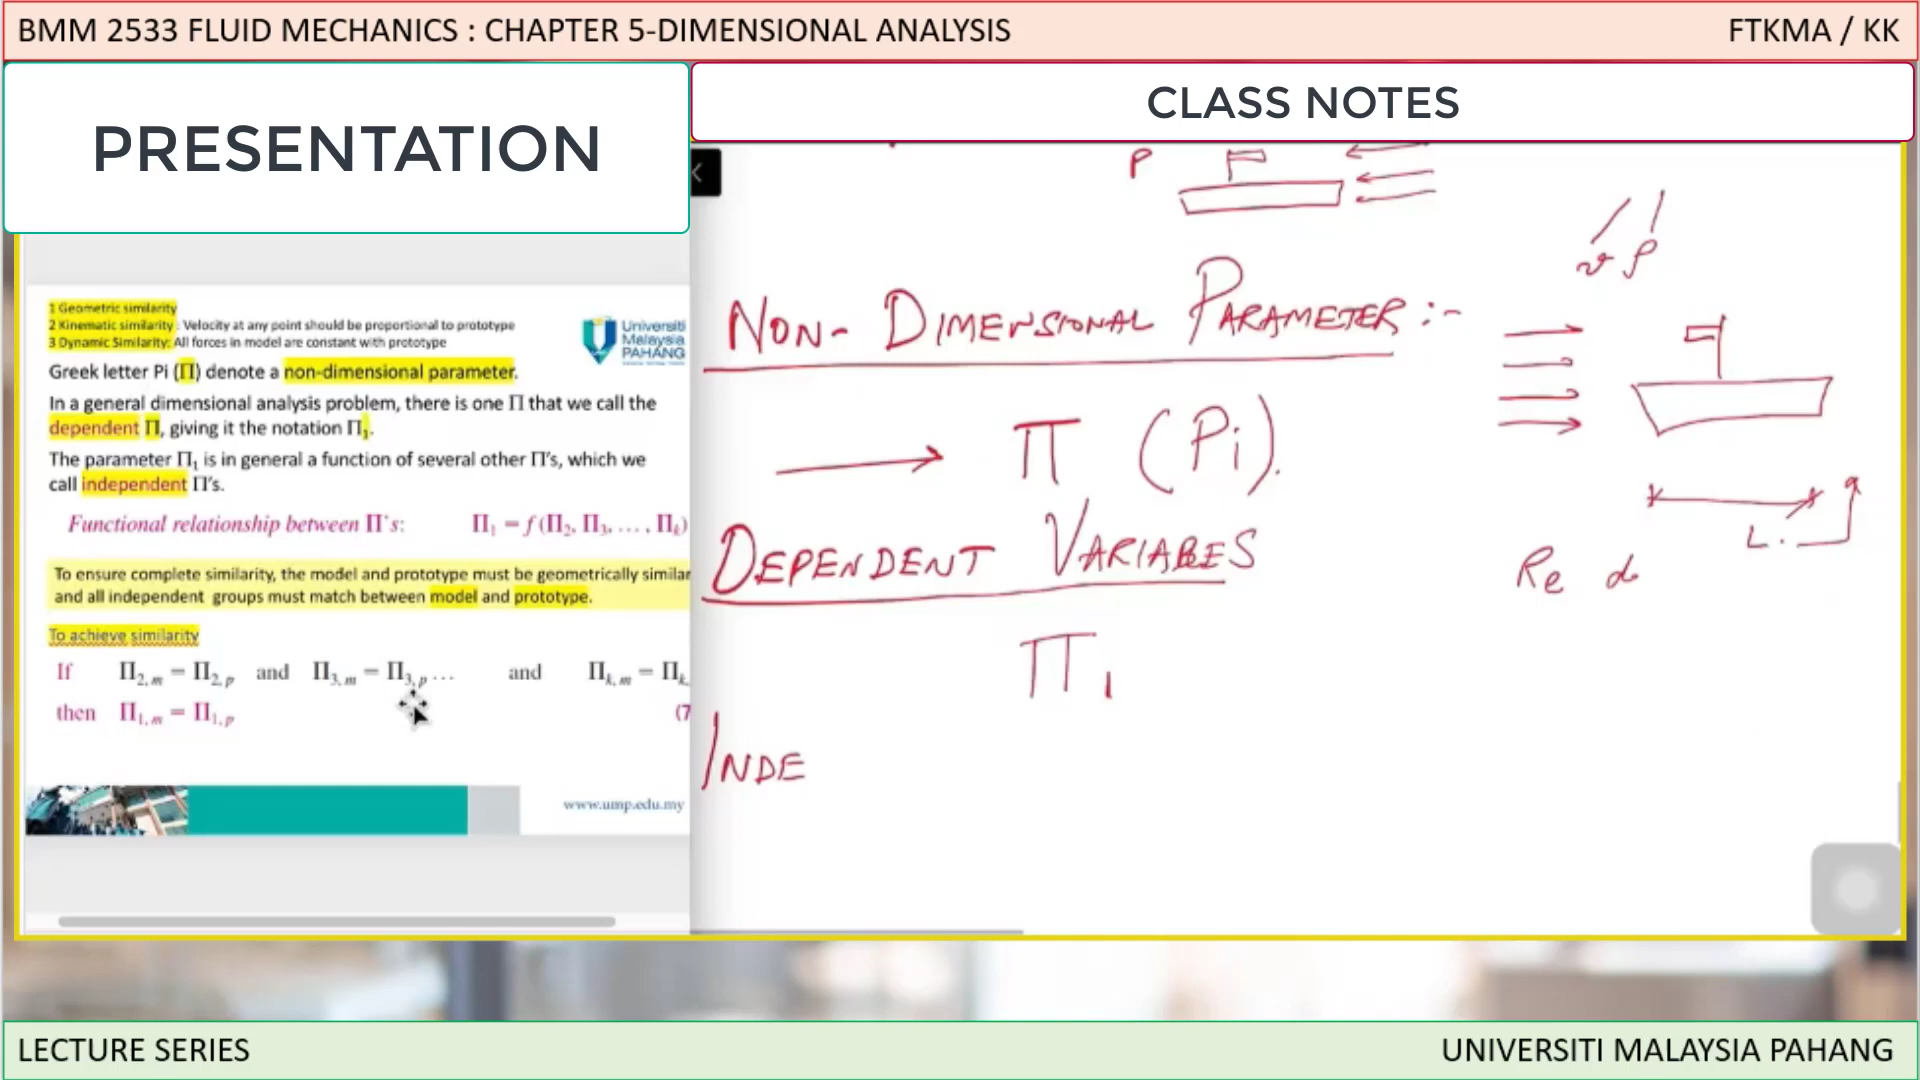 BMM 2533 FLUID MECHANICS : CHAPTER 5-DIMENSIONAL ANALYSIS
FTKMA / KK
PRESENTATION
CLASS NOTES
1 Geometric similarity
2 Kinematic similarity : Velocity at any point should be proportional to prototype
3 Dynamic Similarity: All forces in model are constant with prototype
Universiti
Malaysia
PAHANG
Greek letter Pi (Π) denote a non-dimensional parameter.
In a general dimensional analysis problem, there is one Π that we call the
dependent Π, giving it the notation Π₁.
The parameter Π₁ is in general a function of several other Π's, which we
call independent Π's.
Functional relationship between Π's: Π₁ = f(Π₂, Π₃, … , Πₖ)
To ensure complete similarity, the model and prototype must be geometrically similar
and all independent groups must match between model and prototype.
To achieve similarity
If Π₂,ₘ = Π₂,ₚ and Π₃,ₘ = Π₃,ₚ … and Πₖ,ₘ = Πₖ,
then Π₁,ₘ = Π₁,ₚ (7
www.ump.edu.my
P
NON- DIMENSIONAL PARAMETER :-
Π (Pi).
DEPENDENT VARIABES
Π₁
INDE
v ρ
L.
Re
LECTURE SERIES
UNIVERSITI MALAYSIA PAHANG